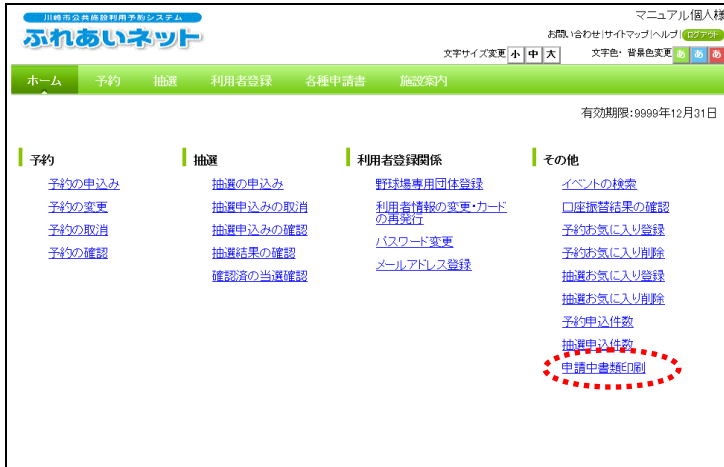 川崎市公共施設利用予約システム
ふれあいネット
マニュアル個人様
お問い合わせ|サイトマップ|ヘルプ|ログアウト
文字サイズ変更 小 中 大 文字色・背景色変更 あ あ あ
ホーム 予約 抽選 利用者登録 各種申請書 施設案内
有効期限:9999年12月31日
予約
予約の申込み
予約の変更
予約の取消
予約の確認
抽選
抽選の申込み
抽選申込みの取消
抽選申込みの確認
抽選結果の確認
確認済の当選確認
利用者登録関係
野球場専用団体登録
利用者情報の変更・カード
の再発行
パスワード変更
メールアドレス登録
その他
イベントの検索
口座振替結果の確認
予約お気に入り登録
予約お気に入り削除
抽選お気に入り登録
抽選お気に入り削除
予約申込件数
抽選申込件数
申請中書類印刷